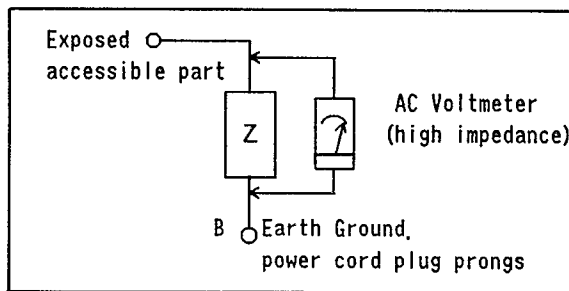 Exposed
accessible part
Z
AC Voltmeter
(high impedance)
B
Earth Ground,
power cord plug prongs